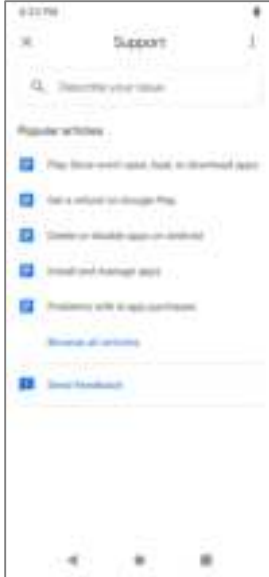 Support
Describe your issue
Popular articles
Play Store won't open, load, or download apps
Get a refund on Google Play
Delete or disable apps on Android
Install and manage apps
Problems with in-app purchases
Browse all articles
Send feedback